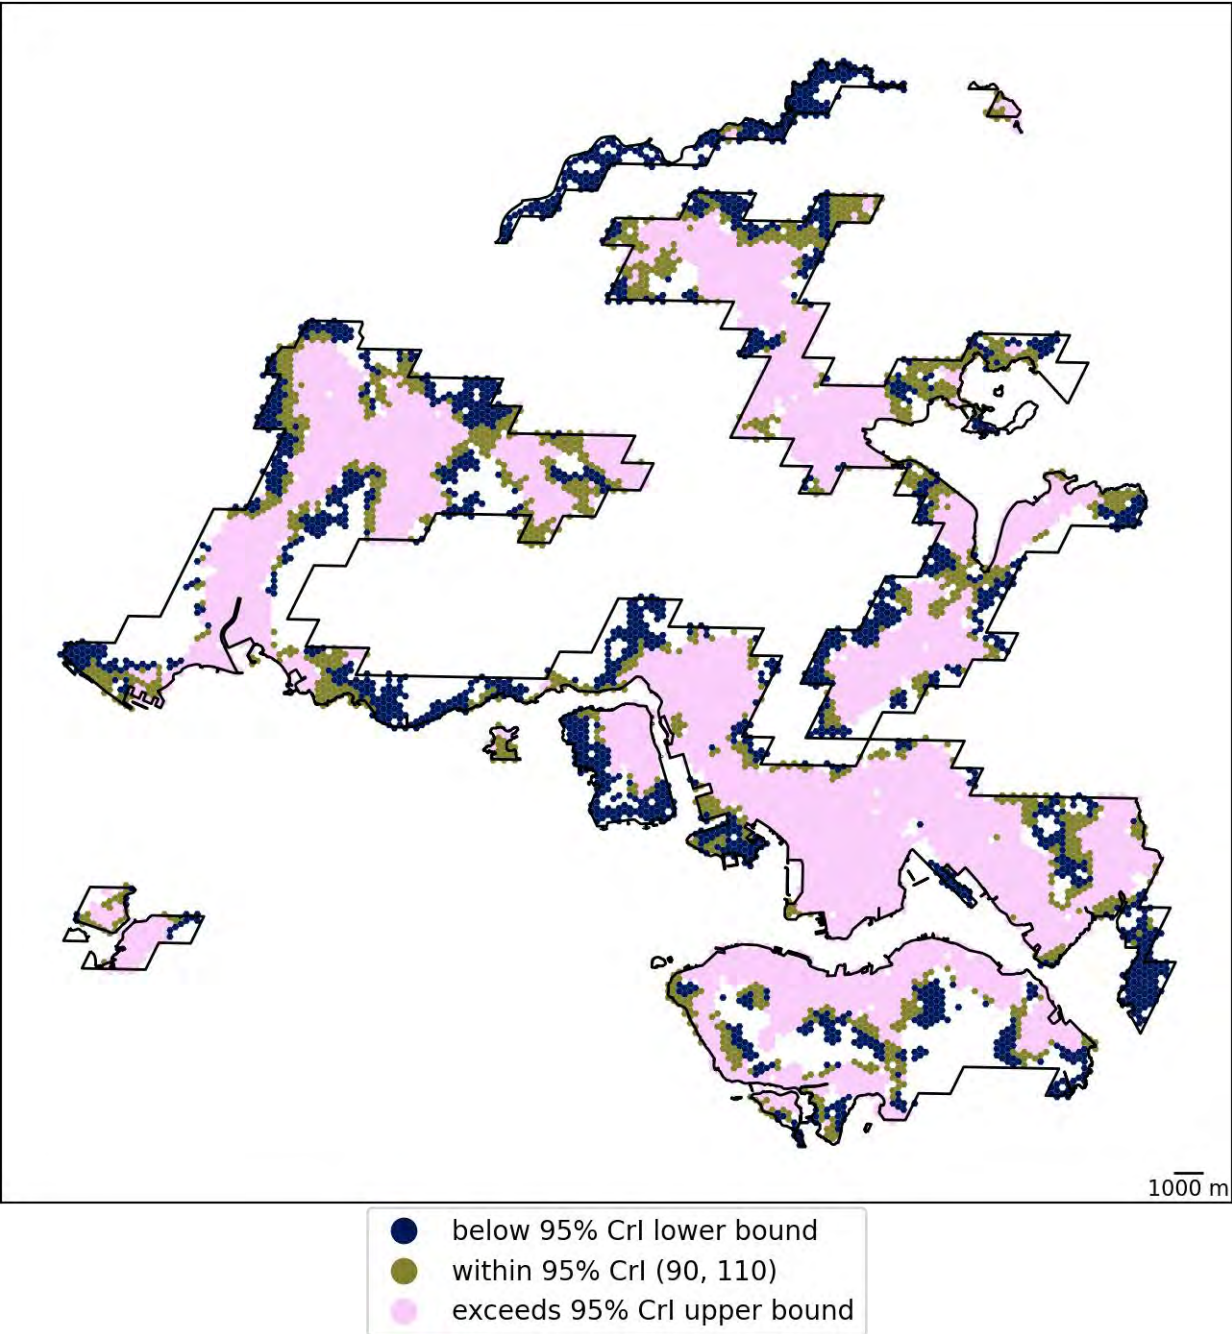 1000 m
below 95% CrI lower bound
within 95% CrI (90, 110)
exceeds 95% CrI upper bound